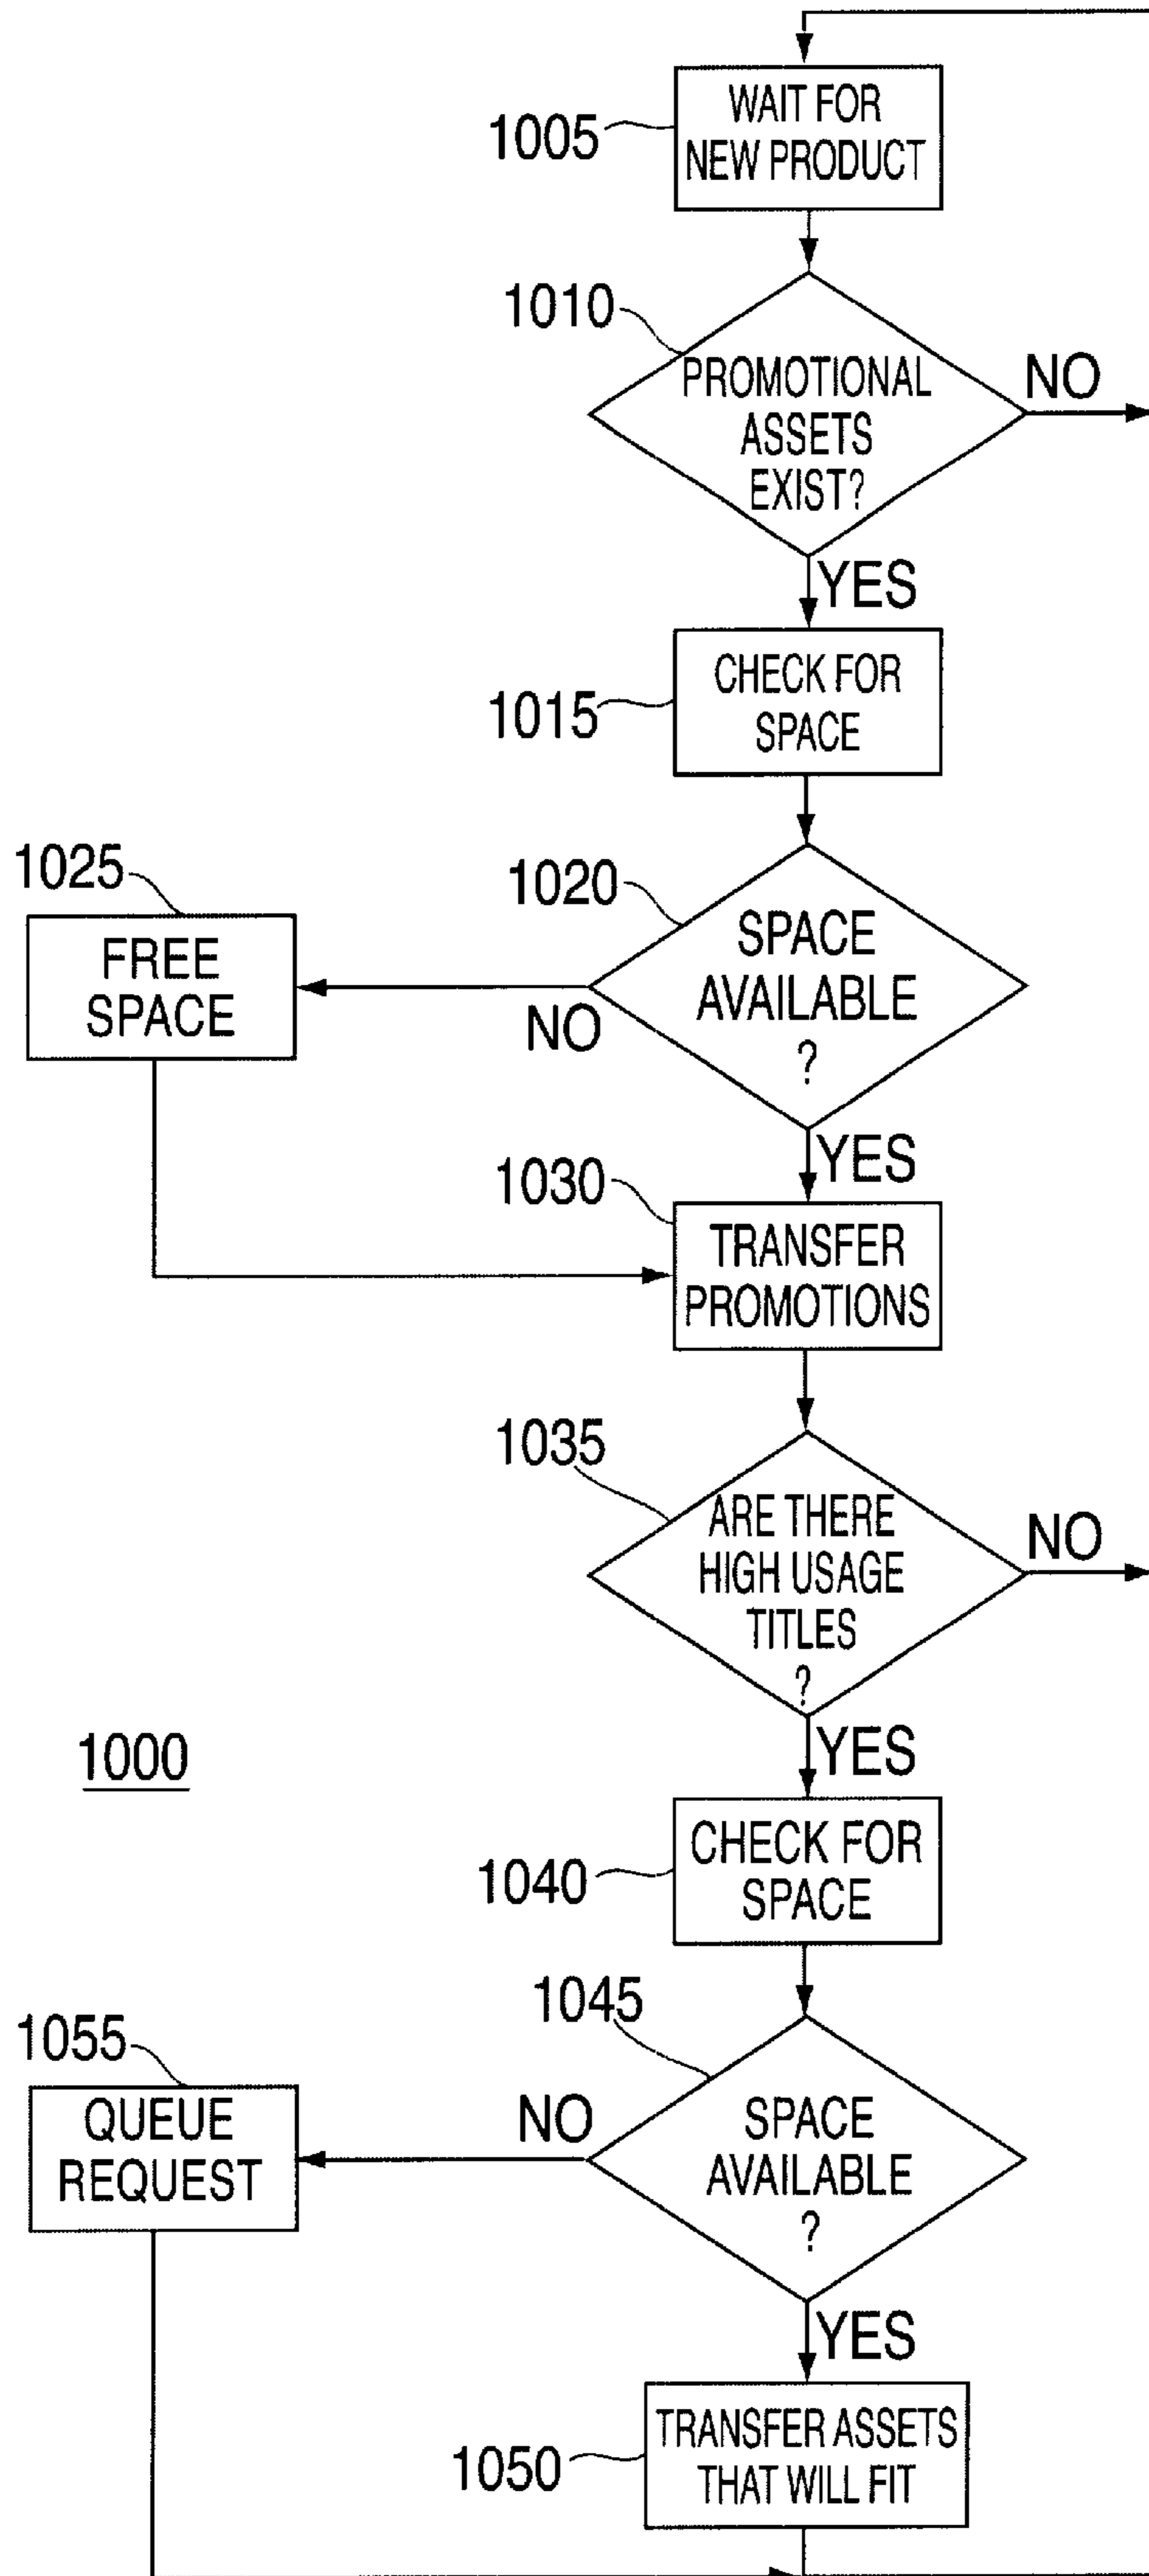 WAIT FOR
NEW PRODUCT
1005
1010
PROMOTIONAL
ASSETS
EXIST?
NO
YES
CHECK FOR
SPACE
1015
1025
FREE
SPACE
1020
SPACE
AVAILABLE
?
NO
YES
1030
TRANSFER
PROMOTIONS
1035
ARE THERE
HIGH USAGE
TITLES
?
NO
YES
1000
CHECK FOR
SPACE
1040
1045
1055
QUEUE
REQUEST
NO
SPACE
AVAILABLE
?
YES
TRANSFER ASSETS
THAT WILL FIT
1050